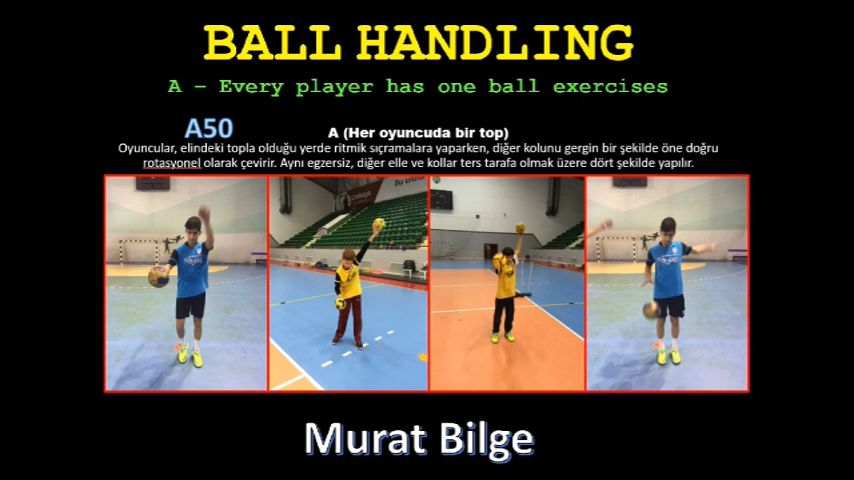 BALL HANDLING
A – Every player has one ball exercises
A50
A (Her oyuncuda bir top)
Oyuncular, elindeki topla olduğu yerde ritmik sıçramalara yaparken, diğer kolunu gergin bir şekilde öne doğru
rotasyonel olarak çevirir. Aynı egzersiz, diğer elle ve kollar ters tarafa olmak üzere dört şekilde yapılır.
Murat Bilge